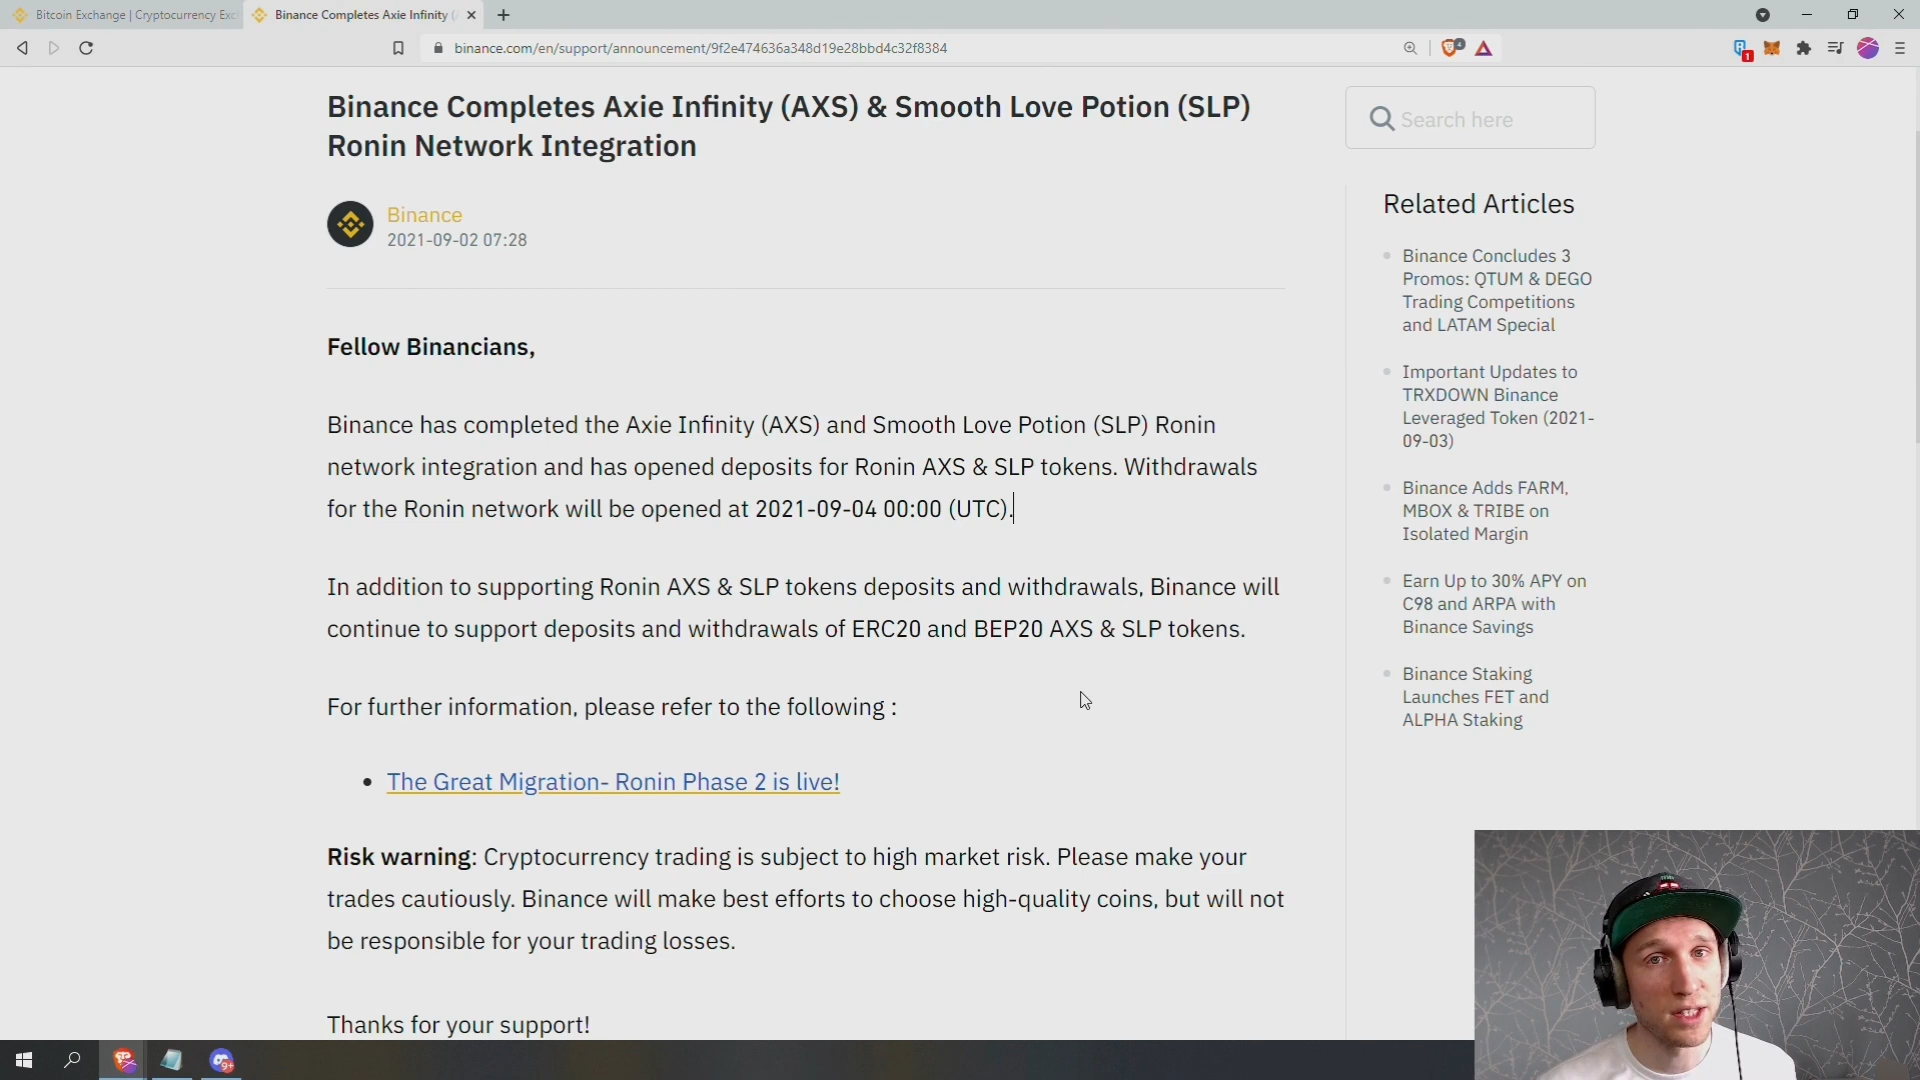 Bitcoin Exchange | Cryptocurrency Exc
Binance Completes Axie Infinity (
binance.com/en/support/announcement/9f2e474636a348d19e28bbd4c32f8384
4
1
Binance Completes Axie Infinity (AXS) & Smooth Love Potion (SLP)
Ronin Network Integration
Binance
2021-09-02 07:28
Fellow Binancians,
Binance has completed the Axie Infinity (AXS) and Smooth Love Potion (SLP) Ronin
network integration and has opened deposits for Ronin AXS & SLP tokens. Withdrawals
for the Ronin network will be opened at 2021-09-04 00:00 (UTC).
In addition to supporting Ronin AXS & SLP tokens deposits and withdrawals, Binance will
continue to support deposits and withdrawals of ERC20 and BEP20 AXS & SLP tokens.
For further information, please refer to the following :
The Great Migration- Ronin Phase 2 is live!
Risk warning: Cryptocurrency trading is subject to high market risk. Please make your
trades cautiously. Binance will make best efforts to choose high-quality coins, but will not
be responsible for your trading losses.
Thanks for your support!
Search here
Related Articles
Binance Concludes 3
Promos: QTUM & DEGO
Trading Competitions
and LATAM Special
Important Updates to
TRXDOWN Binance
Leveraged Token (2021-
09-03)
Binance Adds FARM,
MBOX & TRIBE on
Isolated Margin
Earn Up to 30% APY on
C98 and ARPA with
Binance Savings
Binance Staking
Launches FET and
ALPHA Staking
9+